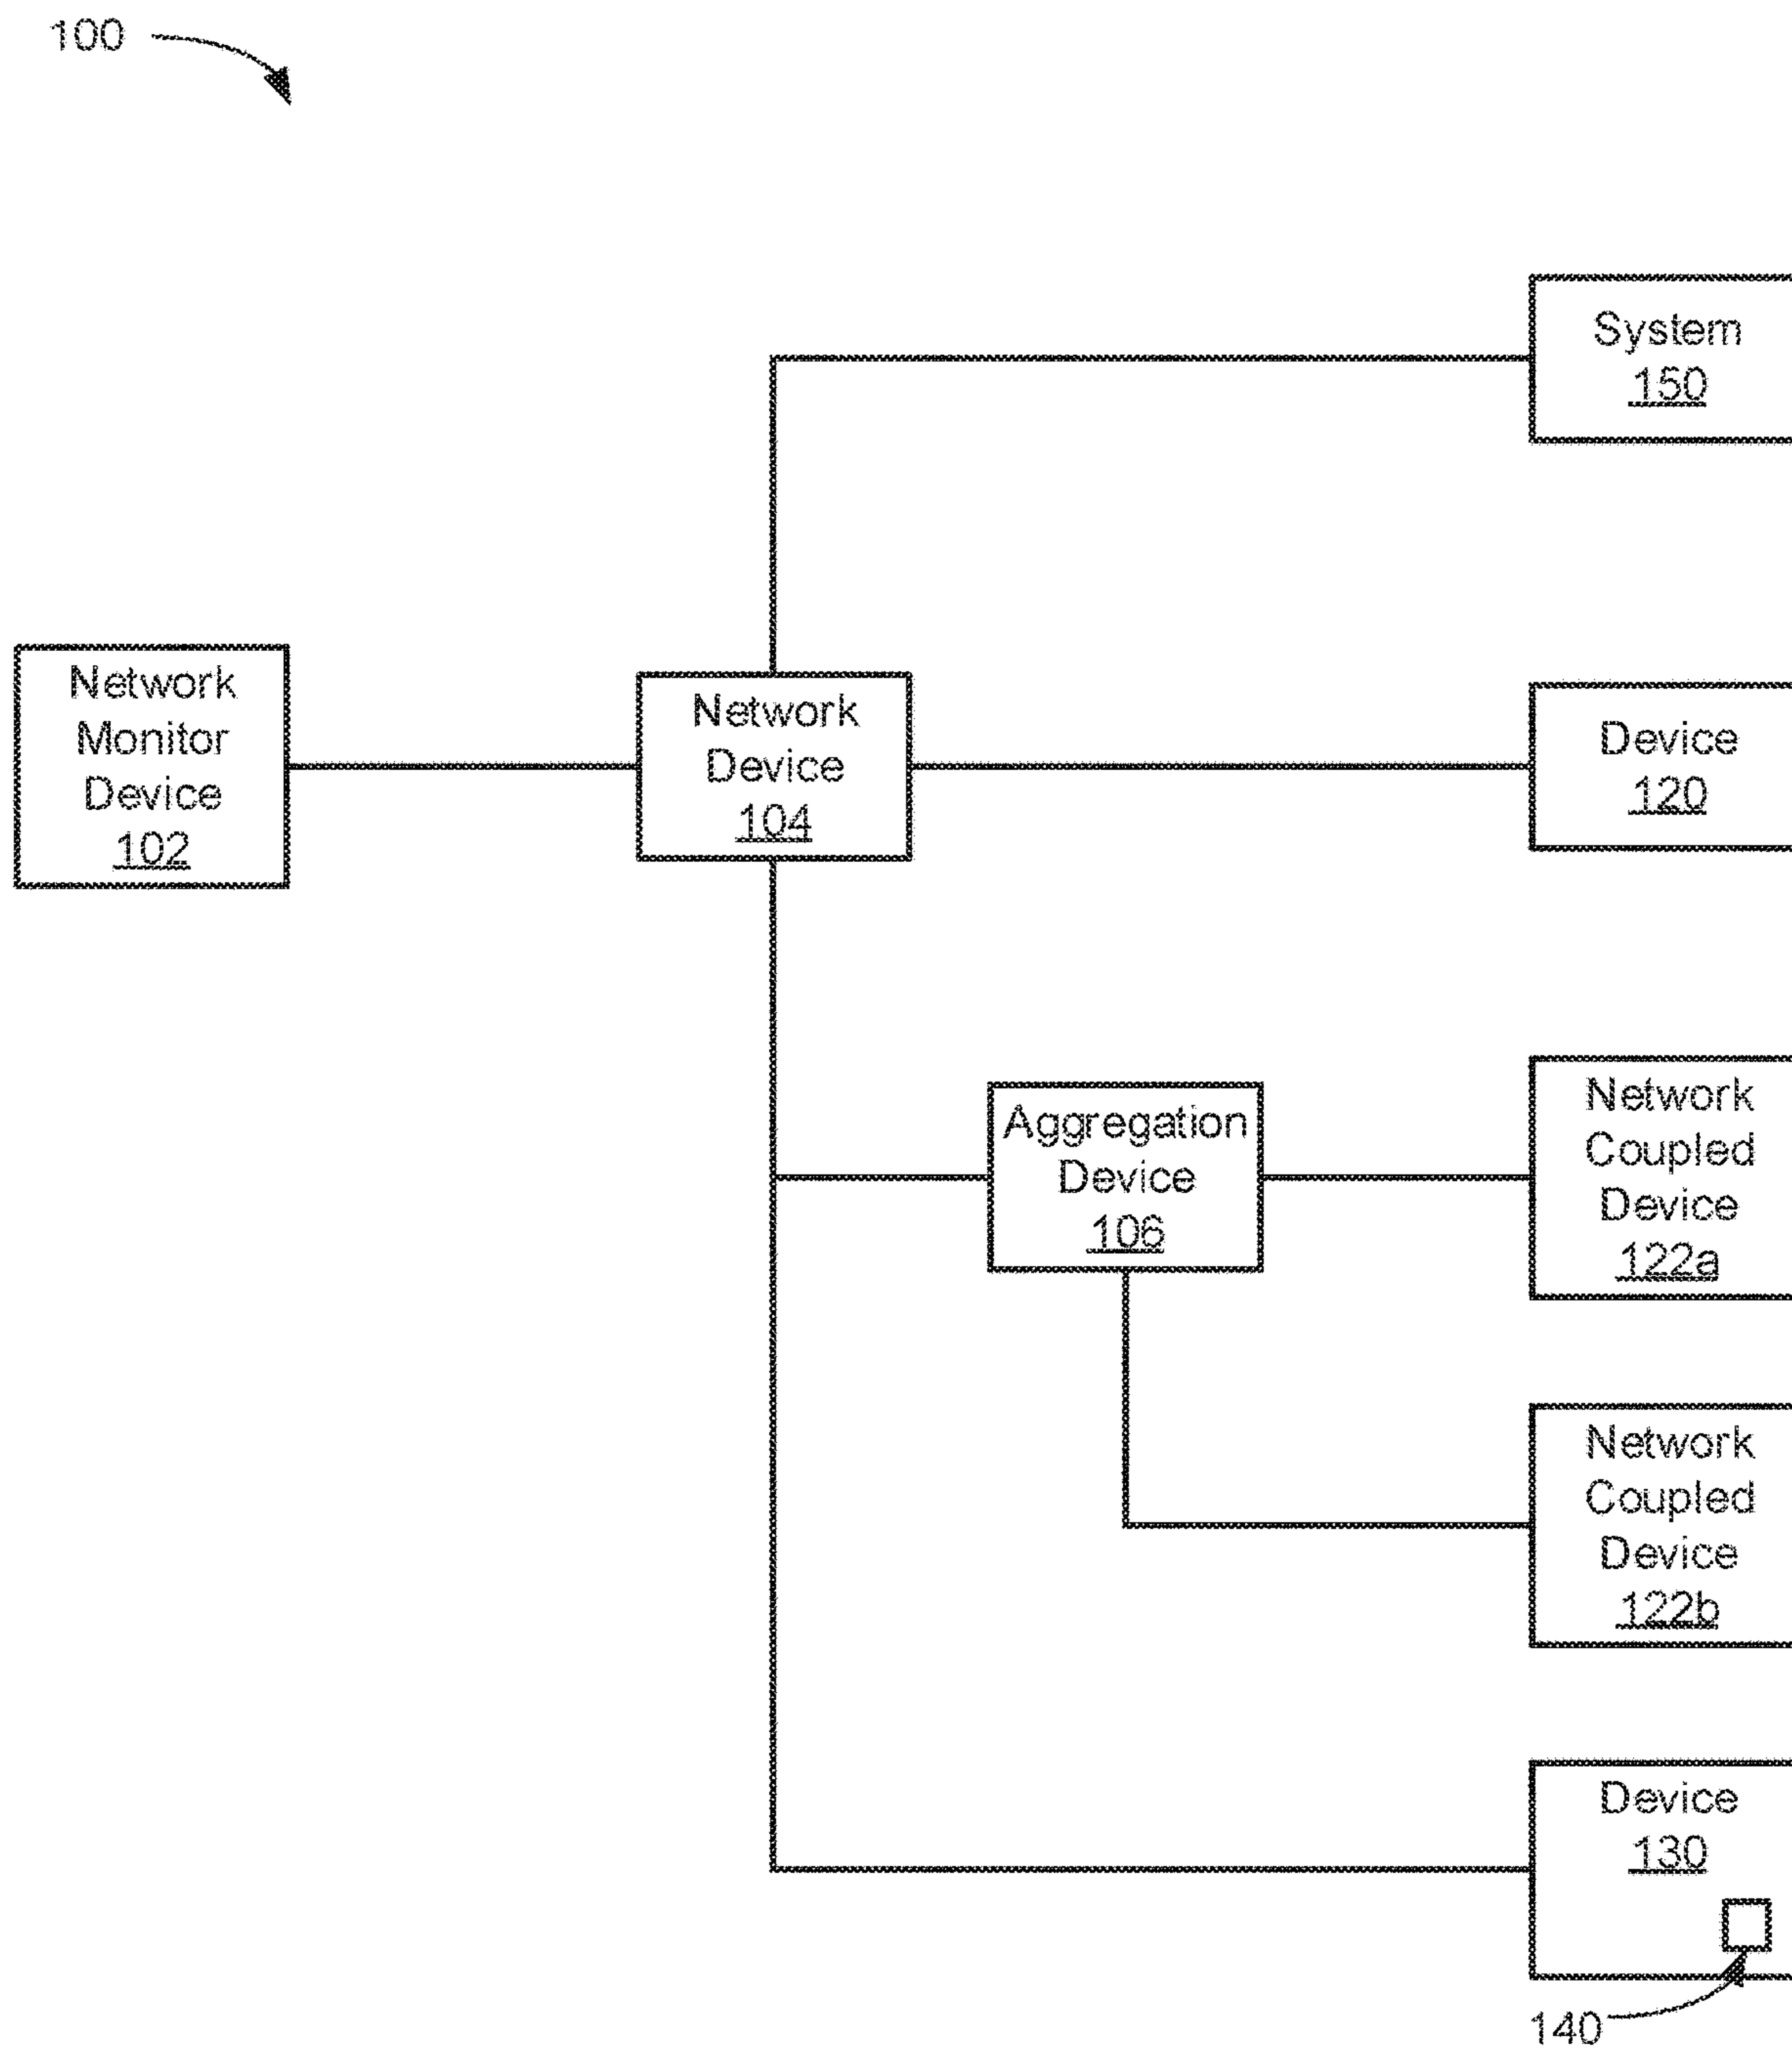 100
System
150
Network
Monitor
Device
102
Network
Device
104
Device
120
Aggregation
Device
106
Network
Coupled
Device
122a
Network
Coupled
Device
122b
Device
130
140